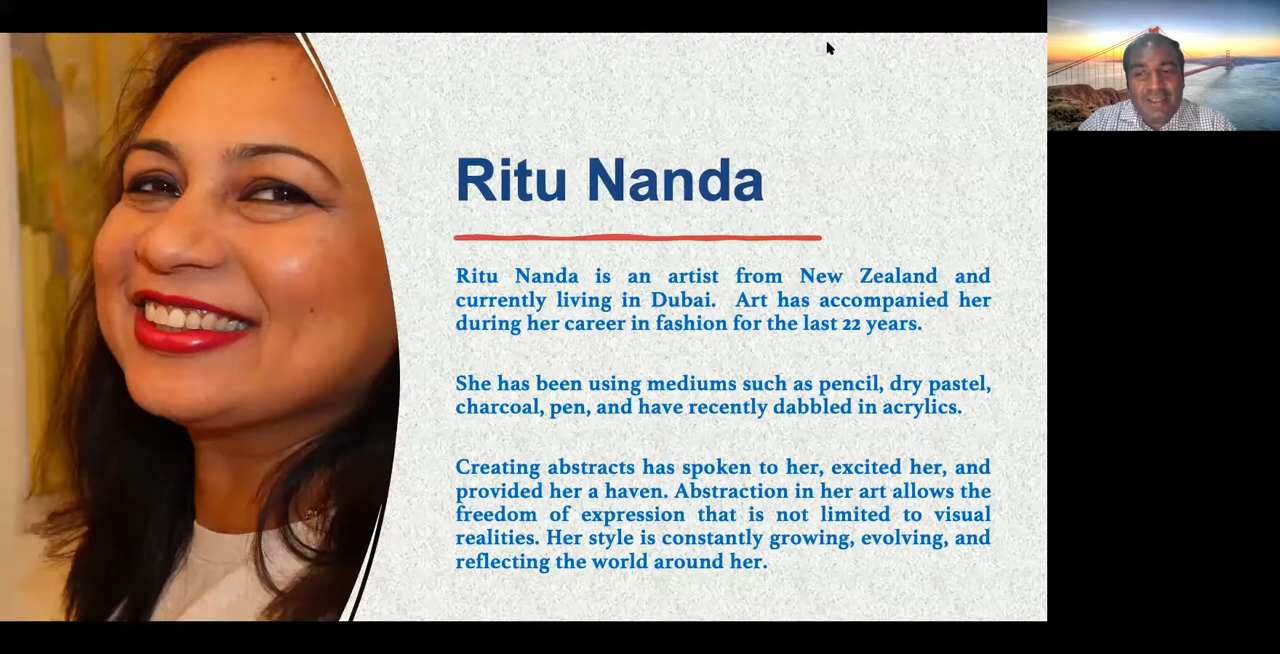 Ritu Nanda
Ritu Nanda is an artist from New Zealand and
currently living in Dubai. Art has accompanied her
during her career in fashion for the last 22 years.
She has been using mediums such as pencil, dry pastel,
charcoal, pen, and have recently dabbled in acrylics.
Creating abstracts has spoken to her, excited her, and
provided her a haven. Abstraction in her art allows the
freedom of expression that is not limited to visual
realities. Her style is constantly growing, evolving, and
reflecting the world around her.